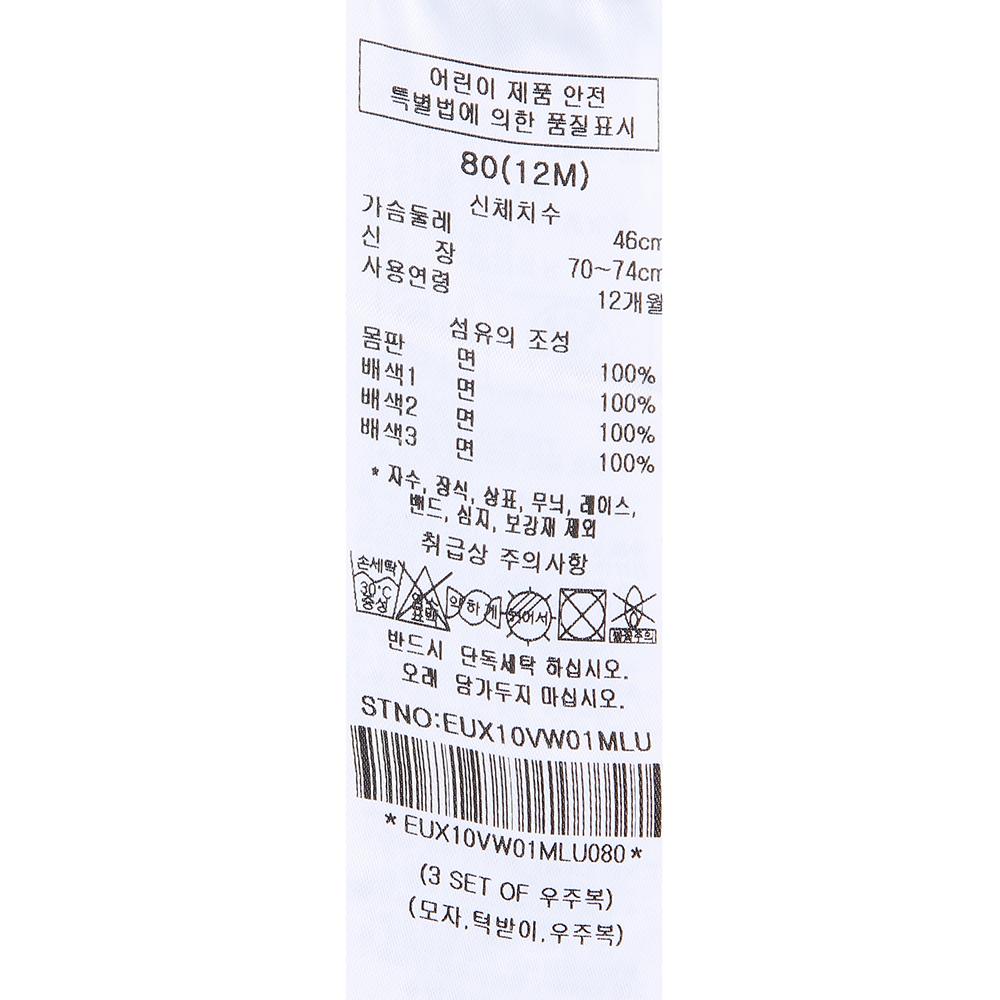 어린이 제품 안전
특별법에 의한 품질표시
80(12M)
신체치수
가슴둘레 46cm
신 장 70~74cm
사용연령 12개월
섬유의 조성
몸판 면 100%
배색1 면 100%
배색2 면 100%
배색3 면 100%
* 자수, 장식, 상표, 무늬, 레이스,
밴드, 심지, 보강재 제외
취급상 주의사항
손세탁 30°C 중성 염소 표백 약하게 뉘어서
반드시 단독세탁 하십시오.
오래 담가두지 마십시오.
STNO:EUX10VW01MLU
*EUX10VW01MLU080*
(3 SET OF 우주복)
(모자,턱받이,우주복)